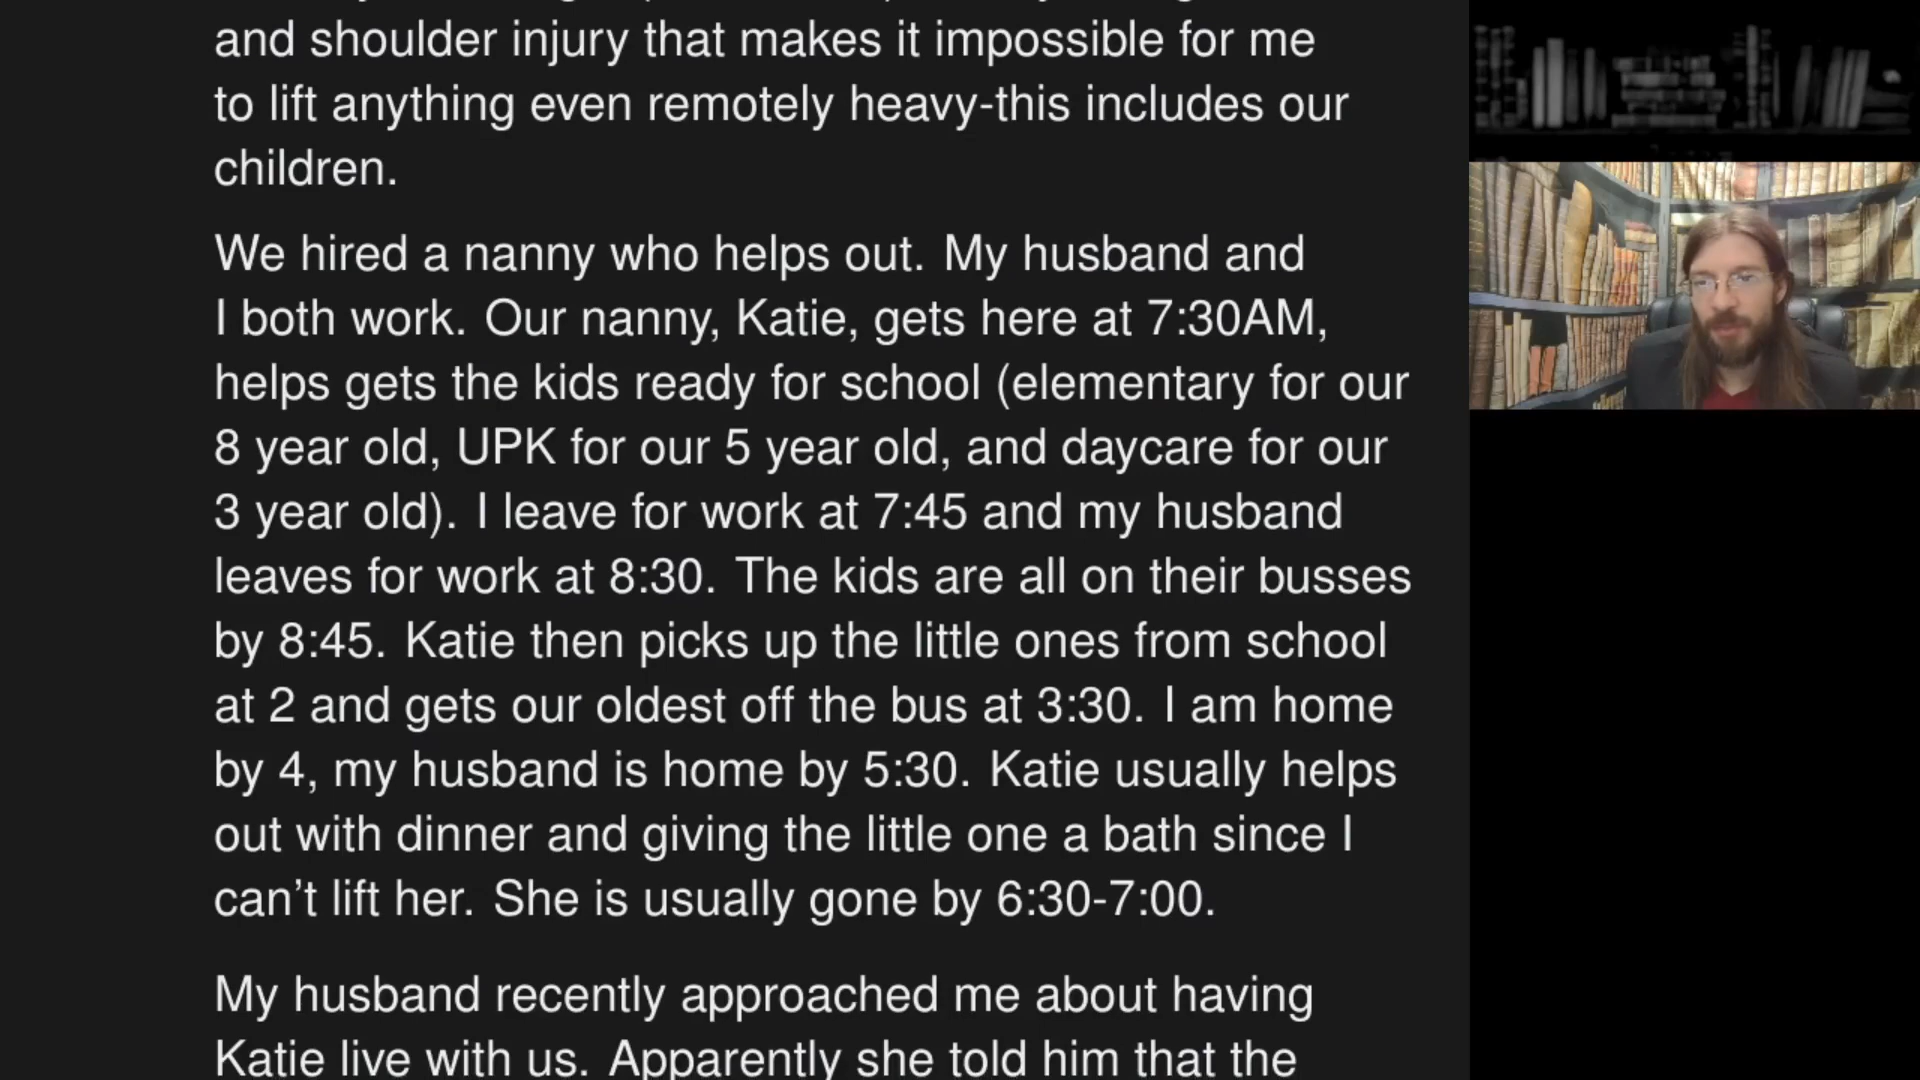 and shoulder injury that makes it impossible for me
to lift anything even remotely heavy-this includes our
children.
We hired a nanny who helps out. My husband and
I both work. Our nanny, Katie, gets here at 7:30AM,
helps gets the kids ready for school (elementary for our
8 year old, UPK for our 5 year old, and daycare for our
3 year old). I leave for work at 7:45 and my husband
leaves for work at 8:30. The kids are all on their busses
by 8:45. Katie then picks up the little ones from school
at 2 and gets our oldest off the bus at 3:30. I am home
by 4, my husband is home by 5:30. Katie usually helps
out with dinner and giving the little one a bath since I
can’t lift her. She is usually gone by 6:30-7:00.
My husband recently approached me about having
Katie live with us. Apparently she told him that the